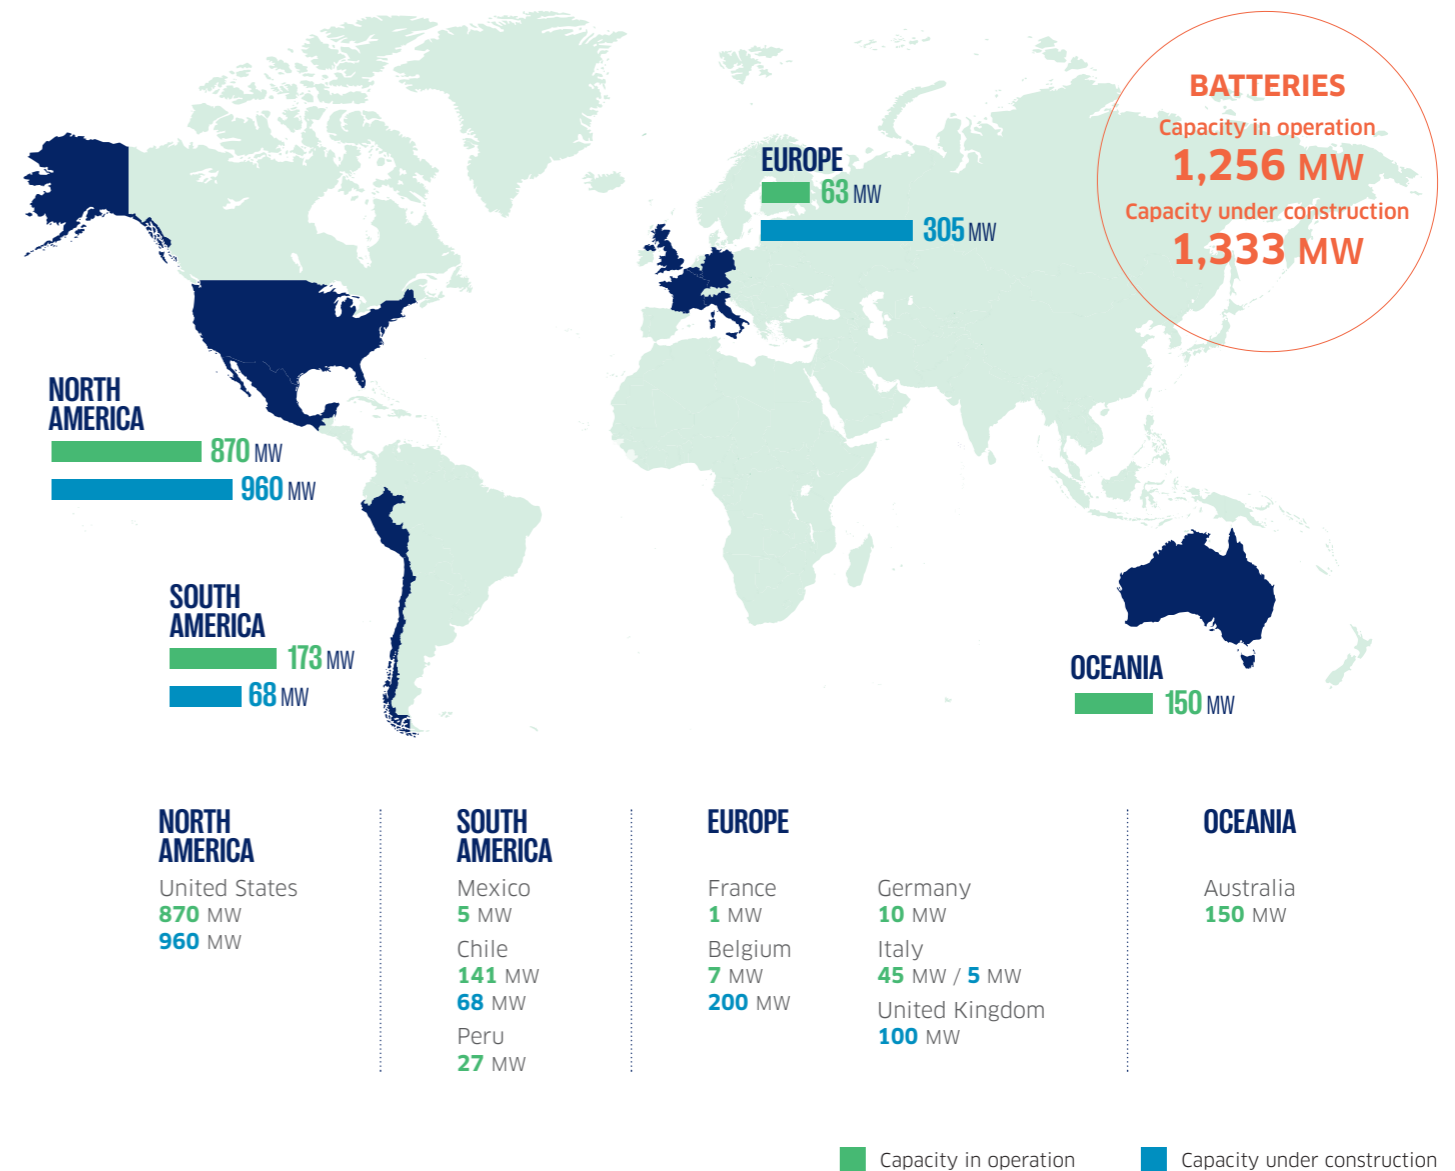 BATTERIES
Capacity in operation
1,256 MW
Capacity under construction
1,333 MW
EUROPE
63 MW
305 MW
NORTH
AMERICA
870 MW
960 MW
SOUTH
AMERICA
173 MW
68 MW
OCEANIA
150 MW
NORTH
AMERICA
United States
870 MW
960 MW
SOUTH
AMERICA
Mexico
5 MW
Chile
141 MW
68 MW
Peru
27 MW
EUROPE
France
1 MW
Belgium
7 MW
200 MW
Germany
10 MW
Italy
45 MW / 5 MW
United Kingdom
100 MW
OCEANIA
Australia
150 MW
Capacity in operation
Capacity under construction